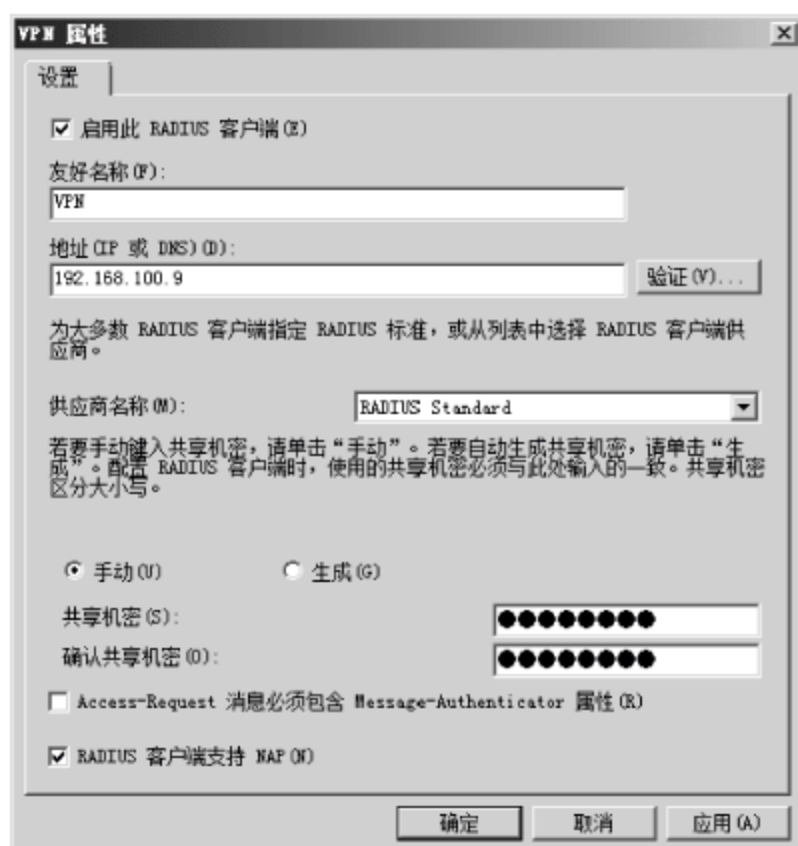 VPN 属性
设置
启用此 RADIUS 客户端(E)
友好名称(F):
VPN
地址(IP 或 DNS)(D):
192.168.100.9
验证(V)...
为大多数 RADIUS 客户端指定 RADIUS 标准，或从列表中选择 RADIUS 客户端供
应商。
供应商名称(M):
RADIUS Standard
若要手动键入共享机密，请单击“手动”。若要自动生成共享机密，请单击“生
成”。配置 RADIUS 客户端时，使用的共享机密必须与此处输入的一致。共享机密
区分大小写。
手动(U)
生成(G)
共享机密(S):
●●●●●●●●
确认共享机密(O):
●●●●●●●●
Access-Request 消息必须包含 Message-Authenticator 属性(R)
RADIUS 客户端支持 NAP(N)
确定
取消
应用(A)